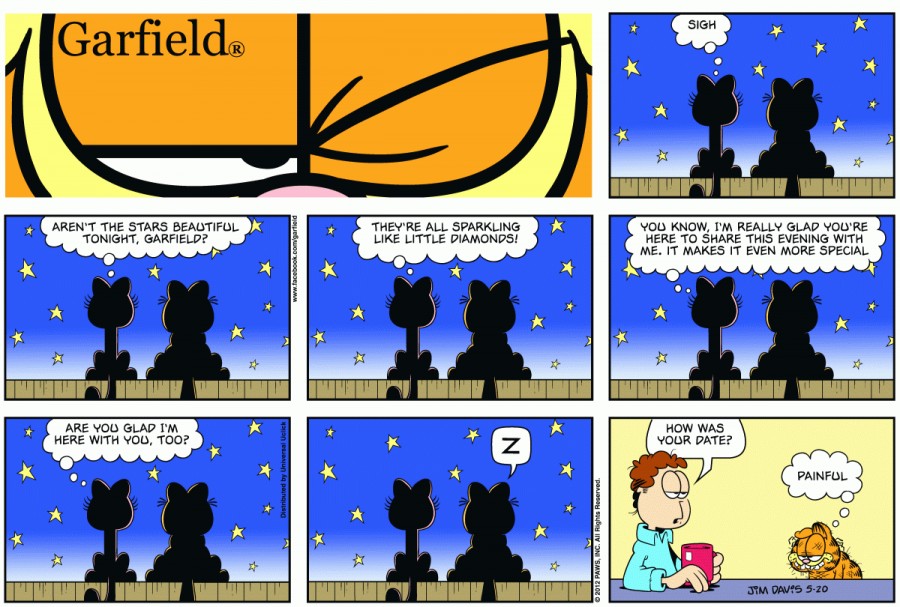 Garfield®
SIGH
AREN'T THE STARS BEAUTIFUL
TONIGHT, GARFIELD?
www.facebook.com/garfield
THEY'RE ALL SPARKLING
LIKE LITTLE DIAMONDS!
YOU KNOW, I'M REALLY GLAD YOU'RE
HERE TO SHARE THIS EVENING WITH
ME. IT MAKES IT EVEN MORE SPECIAL
ARE YOU GLAD I'M
HERE WITH YOU, TOO?
Distributed by Universal Uclick
Z
© 2012 PAWS, INC. All Rights Reserved.
HOW WAS
YOUR DATE?
PAINFUL
JIM DAVIS 5-20